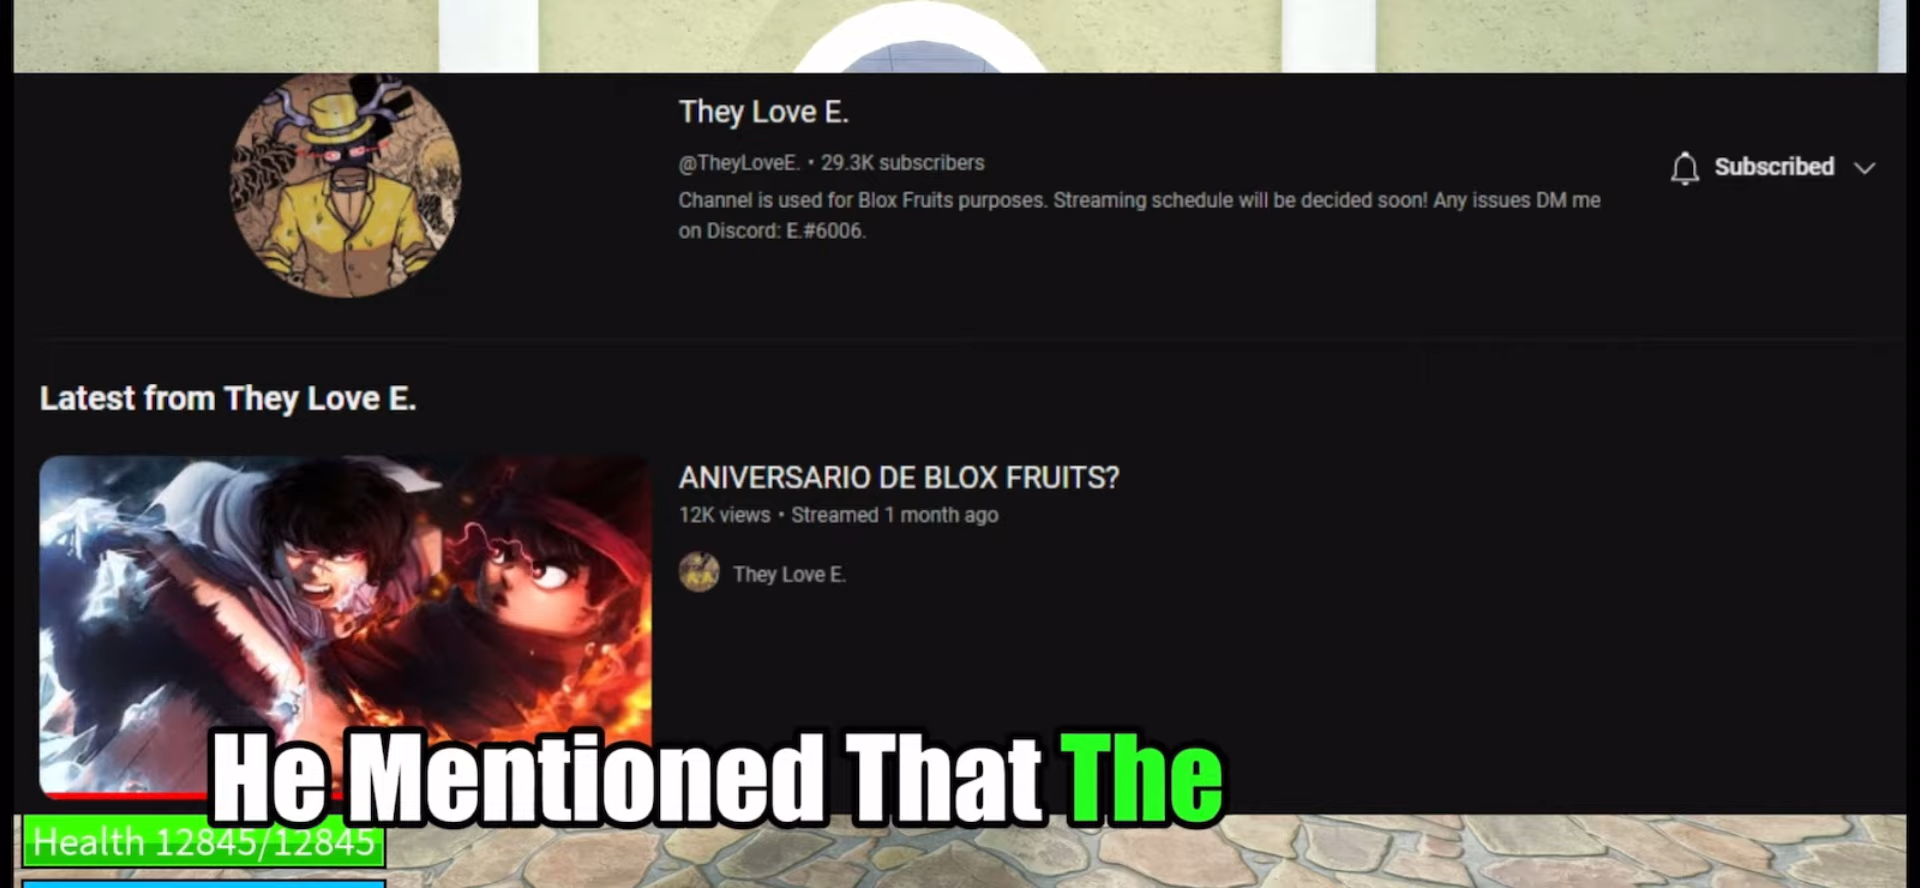 They Love E.
@TheyLoveE. • 29.3K subscribers
Subscribed
Channel is used for Blox Fruits purposes. Streaming schedule will be decided soon! Any issues DM me
on Discord: E.#6006.
Latest from They Love E.
ANIVERSARIO DE BLOX FRUITS?
12K views • Streamed 1 month ago
They Love E.
He Mentioned That The
Health 12845/12845